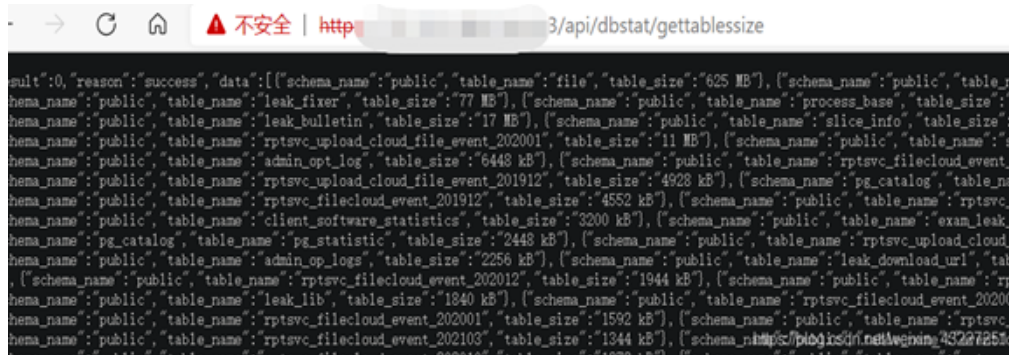 不安全 | http 3/api/dbstat/gettablessize
sult":0,"reason":"success","data":[{"schema_name":"public","table_name":"file","table_size":"625 MB"},{"schema_name":"public","table_
hema_name":"public","table_name":"leak_fixer","table_size":"77 MB"},{"schema_name":"public","table_name":"process_base","table_size":
hema_name":"public","table_name":"leak_bulletin","table_size":"17 MB"},{"schema_name":"public","table_name":"slice_info","table_size":
hema_name":"public","table_name":"rptsvc_upload_cloud_file_event_202001","table_size":"11 MB"},{"schema_name":"public","table_name":"
hema_name":"public","table_name":"admin_opt_log","table_size":"6448 kB"},{"schema_name":"public","table_name":"rptsvc_filecloud_event_
hema_name":"public","table_name":"rptsvc_upload_cloud_file_event_201912","table_size":"4928 kB"},{"schema_name":"pg_catalog","table_n
hema_name":"public","table_name":"rptsvc_filecloud_event_201912","table_size":"4552 kB"},{"schema_name":"public","table_name":"rptsvc_
hema_name":"public","table_name":"client_software_statistics","table_size":"3200 kB"},{"schema_name":"public","table_name":"exam_leak_
hema_name":"pg_catalog","table_name":"pg_statistic","table_size":"2448 kB"},{"schema_name":"public","table_name":"rptsvc_upload_cloud_
hema_name":"public","table_name":"admin_op_logs","table_size":"2256 kB"},{"schema_name":"public","table_name":"leak_download_url","tab
,{"schema_name":"public","table_name":"rptsvc_filecloud_event_202012","table_size":"1944 kB"},{"schema_name":"public","table_name":"rp
hema_name":"public","table_name":"leak_lib","table_size":"1840 kB"},{"schema_name":"public","table_name":"rptsvc_filecloud_event_2020
hema_name":"public","table_name":"rptsvc_filecloud_event_202001","table_size":"1592 kB"},{"schema_name":"public","table_name":"rptsvc_
hema_name":"public","table_name":"rptsvc_filecloud_event_202103","table_size":"1344 kB"},{"schema_n
https://blog.csdn.net/weixin_43227251